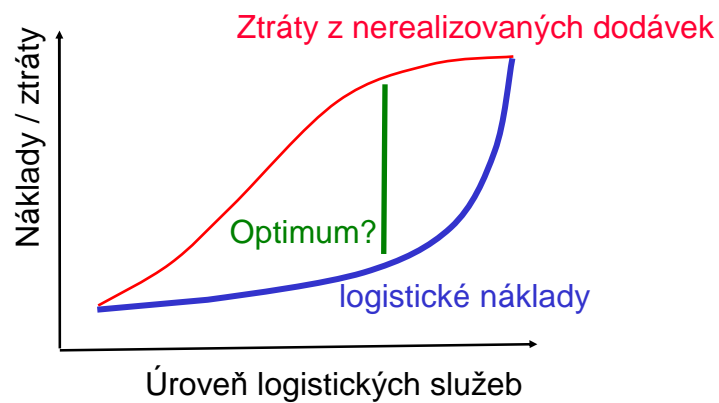 Ztráty z nerealizovaných dodávek
Náklady / ztráty
Optimum?
logistické náklady
Úroveň logistických služeb